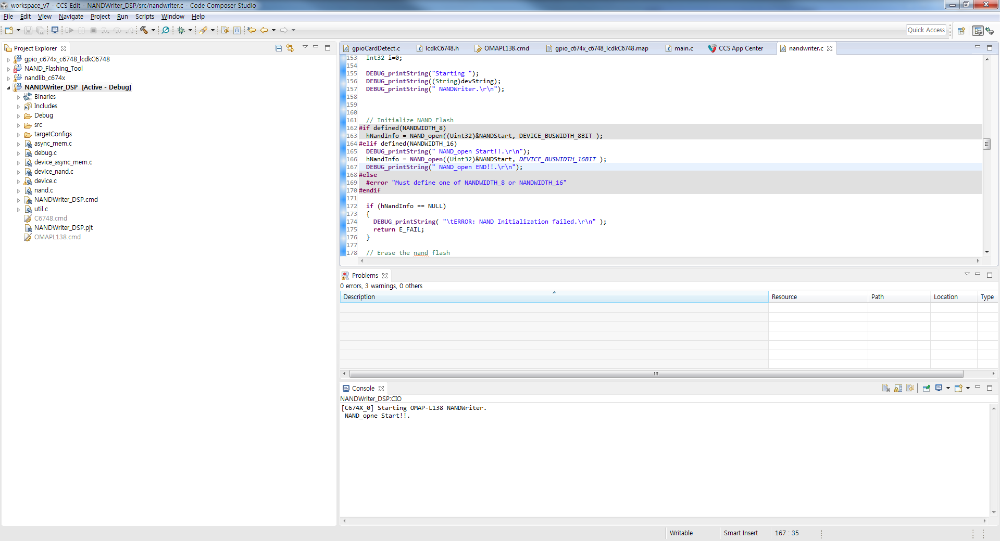 workspace_v7 - CCS Edit - NANDWriter_DSP/src/nandwriter.c - Code Composer Studio
File Edit View Navigate Project Run Scripts Window Help
Quick Access
Project Explorer
gpio_c674x_c6748_lcdkC6748
NAND_Flashing_Tool
nandlib_c674x
NANDWriter_DSP [Active - Debug]
Binaries
Includes
Debug
src
targetConfigs
async_mem.c
debug.c
device_async_mem.c
device_nand.c
device.c
nand.c
NANDWriter_DSP.cmd
util.c
C6748.cmd
NANDWriter_DSP.pjt
OMAPL138.cmd
gpioCardDetect.c lcdkC6748.h OMAPL138.cmd gpio_c674x_c6748_lcdkC6748.map main.c CCS App Center nandwriter.c
153 Int32 i=0;
154
155 DEBUG_printString("Starting ");
156 DEBUG_printString((String)devString);
157 DEBUG_printString(" NANDWriter.\r\n");
158
159
160
161 // Initialize NAND Flash
162 #if defined(NANDWIDTH_8)
163 hNandInfo = NAND_open((Uint32)&NANDStart, DEVICE_BUSWIDTH_8BIT );
164 #elif defined(NANDWIDTH_16)
165 DEBUG_printString(" NAND_open Start!!.\r\n");
166 hNandInfo = NAND_open((Uint32)&NANDStart, DEVICE_BUSWIDTH_16BIT );
167 DEBUG_printString(" NAND_open END!!.\r\n");
168 #else
169 #error "Must define one of NANDWIDTH_8 or NANDWIDTH_16"
170 #endif
171
172 if (hNandInfo == NULL)
173 {
174 DEBUG_printString( "\tERROR: NAND Initialization failed.\r\n" );
175 return E_FAIL;
176 }
177
178 // Erase the nand flash
Problems
0 errors, 3 warnings, 0 others
Description Resource Path Location Type
Console
NANDWriter_DSP:CIO
[C674X_0] Starting OMAP-L138 NANDWriter.
NAND_opne Start!!.
Writable Smart Insert 167 : 35